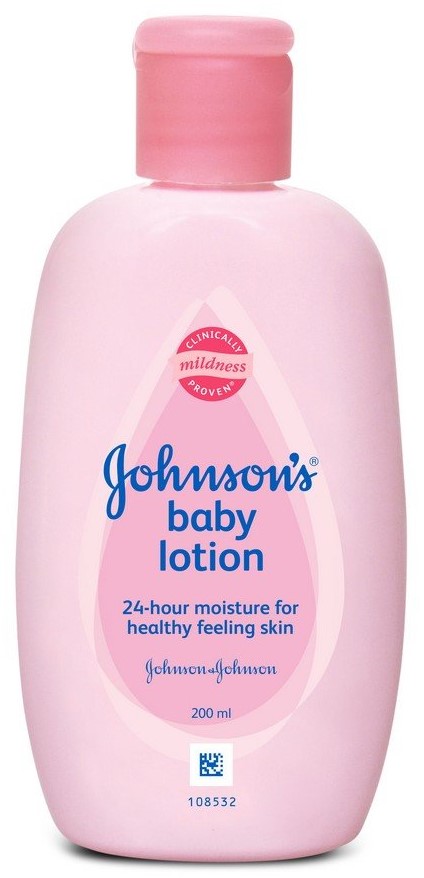 CLINICALLY
mildness
PROVEN®
Johnson's®
baby
lotion
24-hour moisture for
healthy feeling skin
Johnson & Johnson
200 ml
108532